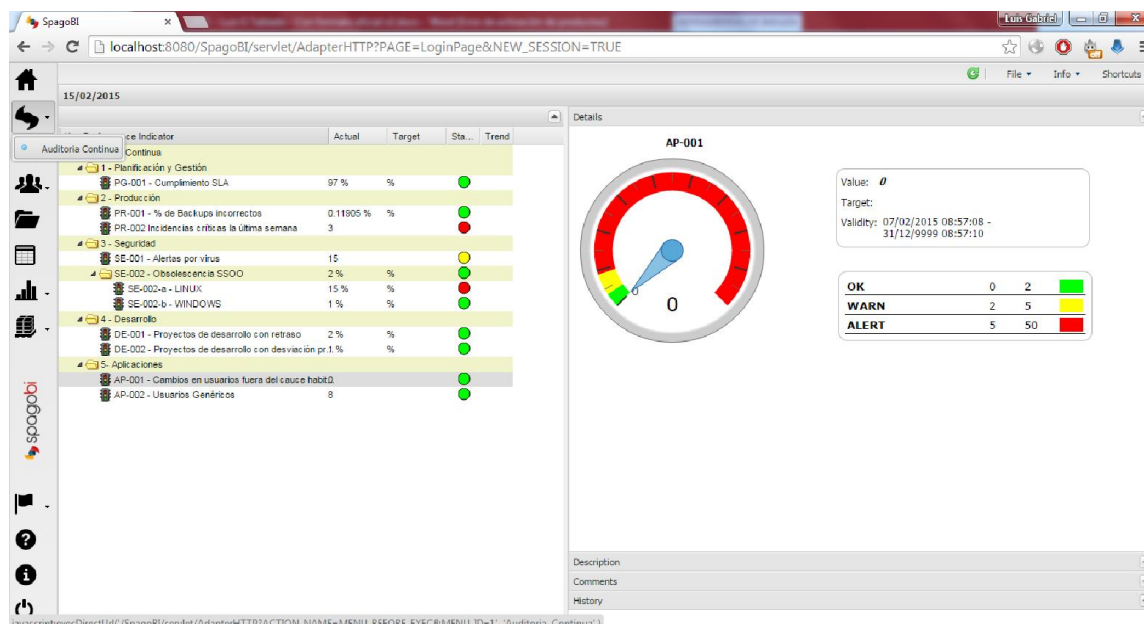 SpagoBI
Luis Gabriel
localhost:8080/SpagoBI/servlet/AdapterHTTP?PAGE=LoginPage&NEW_SESSION=TRUE
File Info Shortcuts
15/02/2015
Details
ce Indicator Actual Target Sta... Trend
Auditoria Continua
Continua
1 - Planificación y Gestión
PG-001 - Cumplimiento SLA 97 % %
2 - Producción
PR-001 - % de Backups incorrectos 0.11905 % %
PR-002 Incidencias críticas la última semana 3
3 - Seguridad
SE-001 - Alertas por virus 15
SE-002 - Obsolescencia SSOO 2 % %
SE-002-a - LINUX 15 % %
SE-002-b - WINDOWS 1 % %
4 - Desarrollo
DE-001 - Proyectos de desarrollo con retraso 2 % %
DE-002 - Proyectos de desarrollo con desviación pr.1. % %
5- Aplicaciones
AP-001 - Cambios en usuarios fuera del cauce habit.0.
AP-002 - Usuarios Genéricos 8
spagobi
AP-001
0
0
Value: 0
Target:
Validity: 07/02/2015 08:57:08 -
31/12/9999 08:57:10
OK 0 2
WARN 2 5
ALERT 5 50
Description
Comments
History